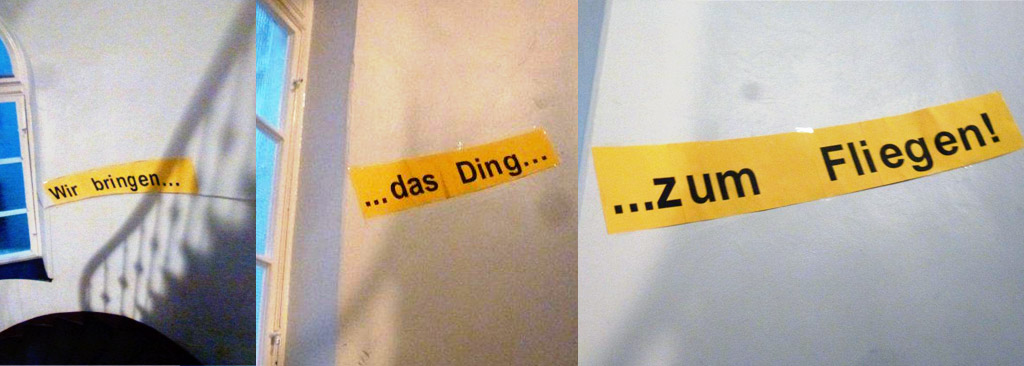 Wir bringen...
...das Ding...
...zum Fliegen!